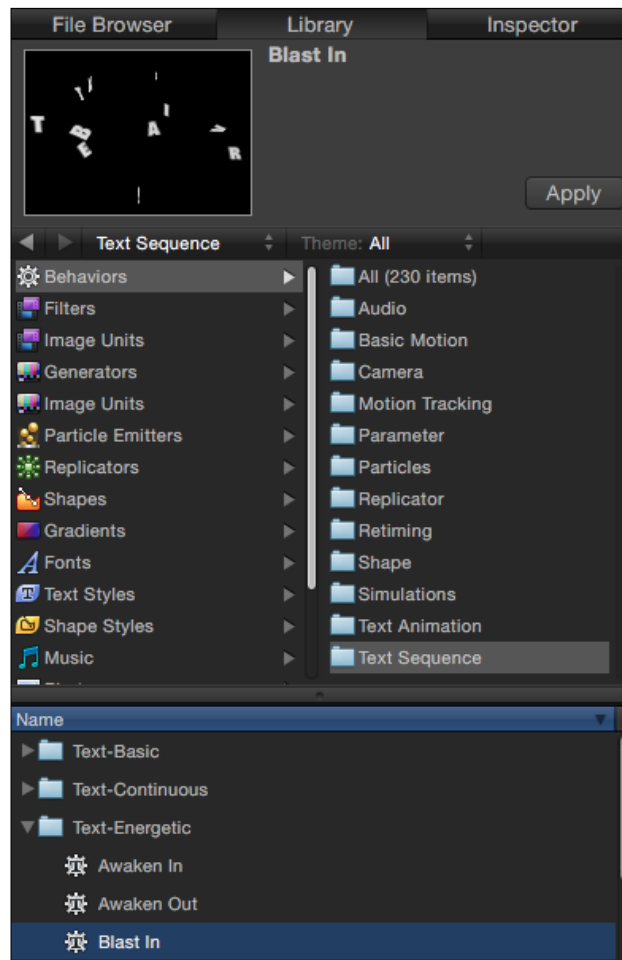 File Browser Library Inspector
Blast In
T B E A I R
Apply
Text Sequence Theme: All
Behaviors All (230 items)
Filters Audio
Image Units Basic Motion
Generators Camera
Image Units Motion Tracking
Particle Emitters Parameter
Replicators Particles
Shapes Replicator
Gradients Retiming
Fonts Shape
Text Styles Simulations
Shape Styles Text Animation
Music Text Sequence
Name
Text-Basic
Text-Continuous
Text-Energetic
Awaken In
Awaken Out
Blast In